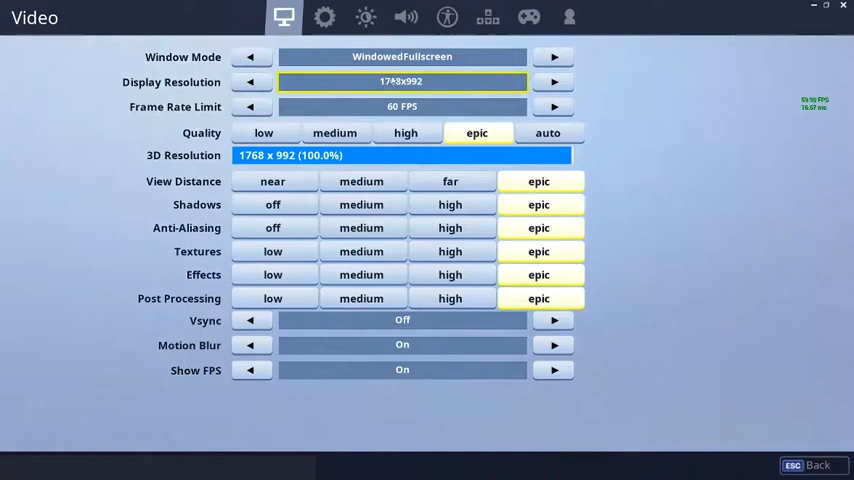 Video
Window Mode WindowedFullscreen
Display Resolution 1768x992
Frame Rate Limit 60 FPS
Quality low medium high epic auto
3D Resolution 1768 x 992 (100.0%)
View Distance near medium far epic
Shadows off medium high epic
Anti-Aliasing off medium high epic
Textures low medium high epic
Effects low medium high epic
Post Processing low medium high epic
Vsync Off
Motion Blur On
Show FPS On
ESC Back